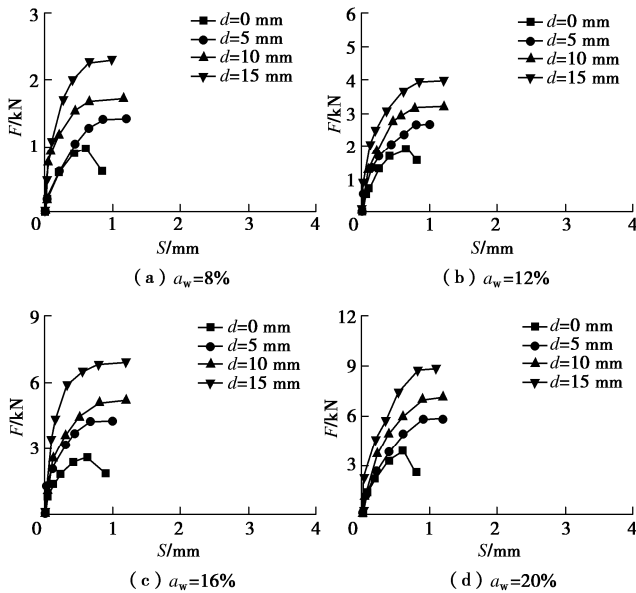 3
2
1
0
F/kN
d=0 mm
d=5 mm
d=10 mm
d=15 mm
0 1 2 3 4
S/mm
(a) aw=8%
6
5
4
3
2
1
0
F/kN
d=0 mm
d=5 mm
d=10 mm
d=15 mm
0 1 2 3 4
S/mm
(b) aw=12%
9
6
3
F/kN
d=0 mm
d=5 mm
d=10 mm
d=15 mm
0 1 2 3 4
S/mm
(c) aw=16%
12
9
6
3
F/kN
d=0 mm
d=5 mm
d=10 mm
d=15 mm
0 1 2 3 4
S/mm
(d) aw=20%